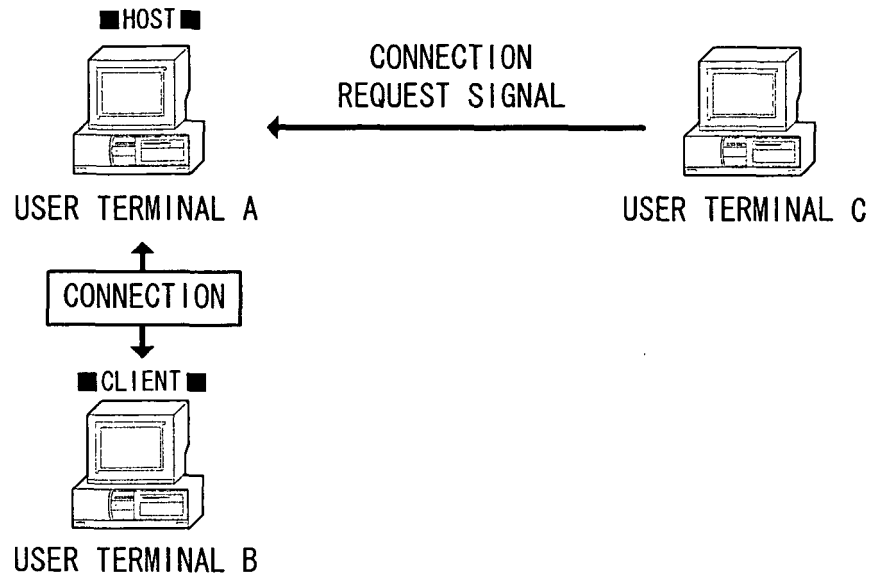 ■HOST■
CONNECTION
REQUEST SIGNAL
USER TERMINAL A
USER TERMINAL C
CONNECTION
■CLIENT■
USER TERMINAL B